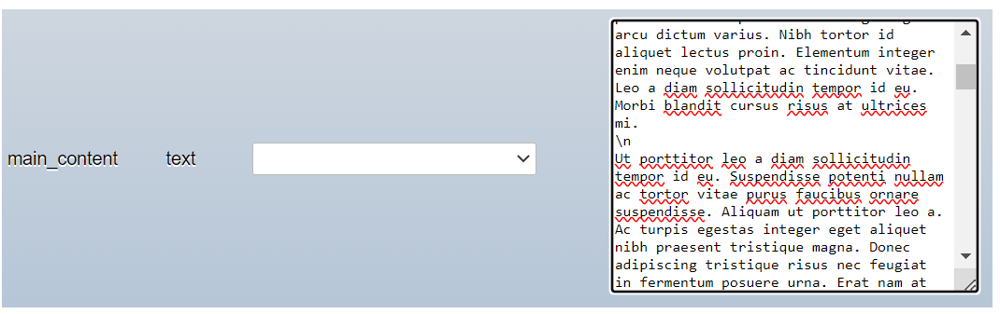 main_content
text
arcu dictum varius. Nibh tortor id
aliquet lectus proin. Elementum integer
enim neque volutpat ac tincidunt vitae.
Leo a diam sollicitudin tempor id eu.
Morbi blandit cursus risus at ultrices
mi.
\n
Ut porttitor leo a diam sollicitudin
tempor id eu. Suspendisse potenti nullam
ac tortor vitae purus faucibus ornare
suspendisse. Aliquam ut porttitor leo a.
Ac turpis egestas integer eget aliquet
nibh praesent tristique magna. Donec
adipiscing tristique risus nec feugiat
in fermentum posuere urna. Erat nam at